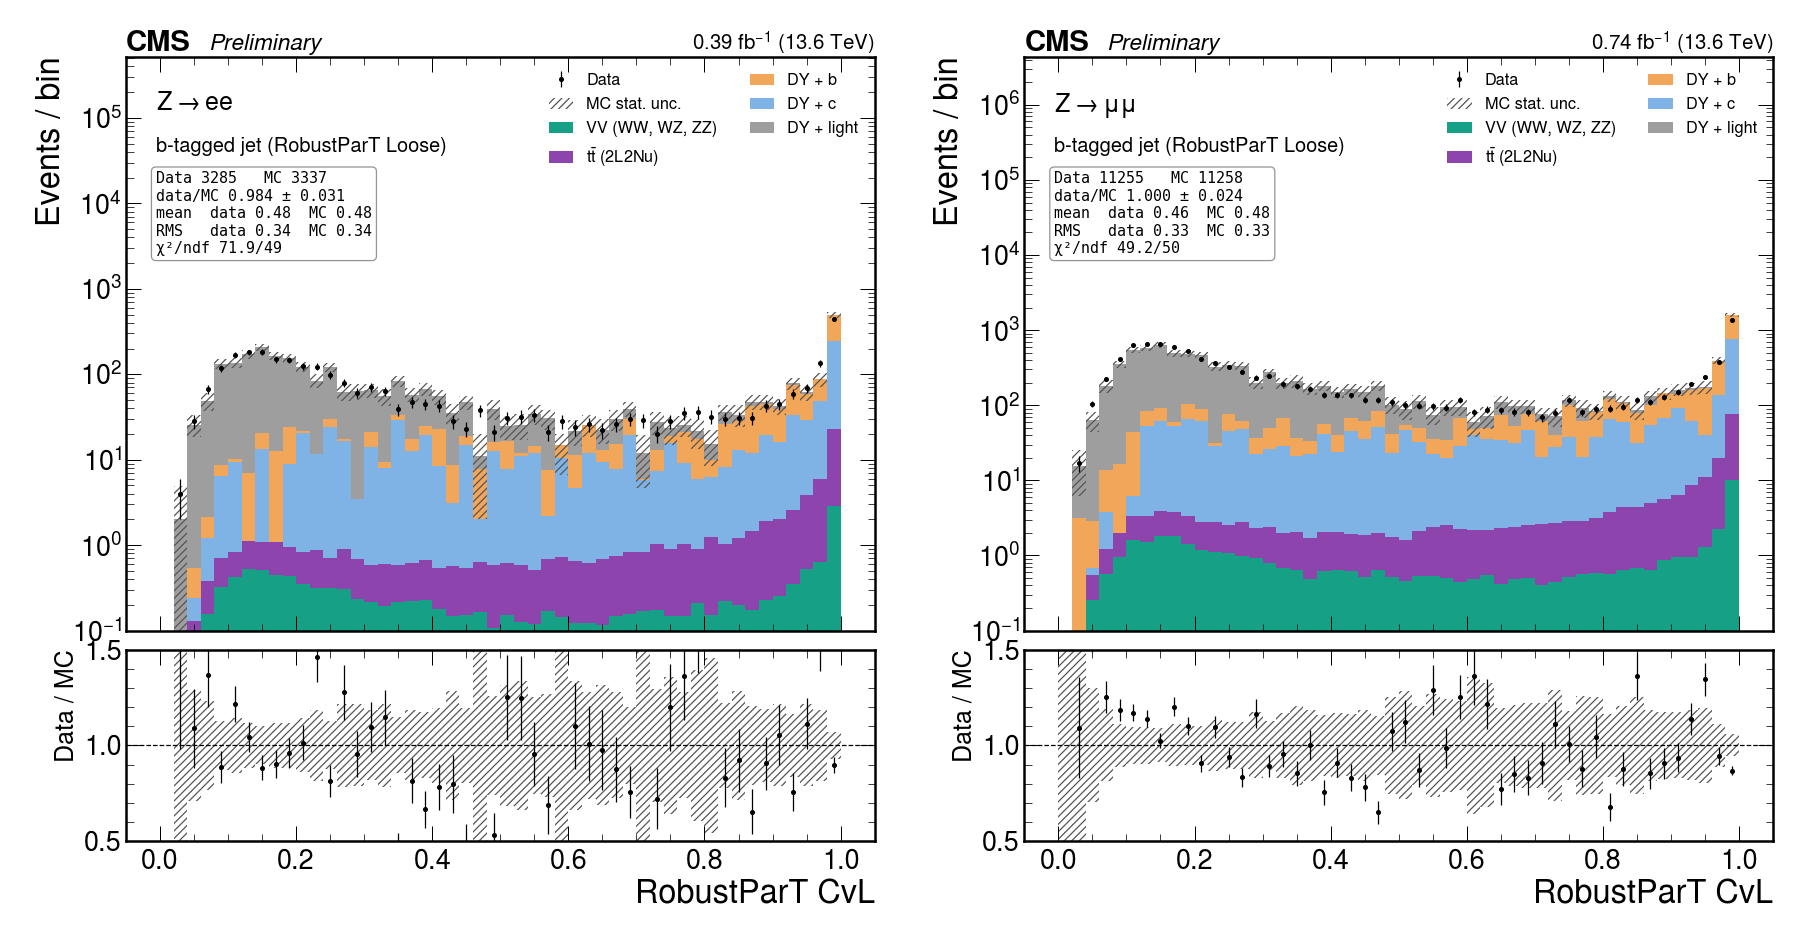 CMS Preliminary 0.39 fb⁻¹ (13.6 TeV)
Events / bin
Z → ee
b-tagged jet (RobustParT Loose)
Data 3285   MC 3337
data/MC 0.984 ± 0.031
mean  data 0.48  MC 0.48
RMS   data 0.34  MC 0.34
χ²/ndf 71.9/49
Data
MC stat. unc.
VV (WW, WZ, ZZ)
tt̄ (2L2Nu)
DY + b
DY + c
DY + light
10⁵
10⁴
10³
10²
10¹
10⁰
10⁻¹
Data / MC
1.5
1.0
0.5
0.0 0.2 0.4 0.6 0.8 1.0
RobustParT CvL
CMS Preliminary 0.74 fb⁻¹ (13.6 TeV)
Events / bin
Z → μμ
b-tagged jet (RobustParT Loose)
Data 11255   MC 11258
data/MC 1.000 ± 0.024
mean  data 0.46  MC 0.48
RMS   data 0.33  MC 0.33
χ²/ndf 49.2/50
Data
MC stat. unc.
VV (WW, WZ, ZZ)
tt̄ (2L2Nu)
DY + b
DY + c
DY + light
10⁶
10⁵
10⁴
10³
10²
10¹
10⁰
10⁻¹
Data / MC
1.5
1.0
0.5
0.0 0.2 0.4 0.6 0.8 1.0
RobustParT CvL